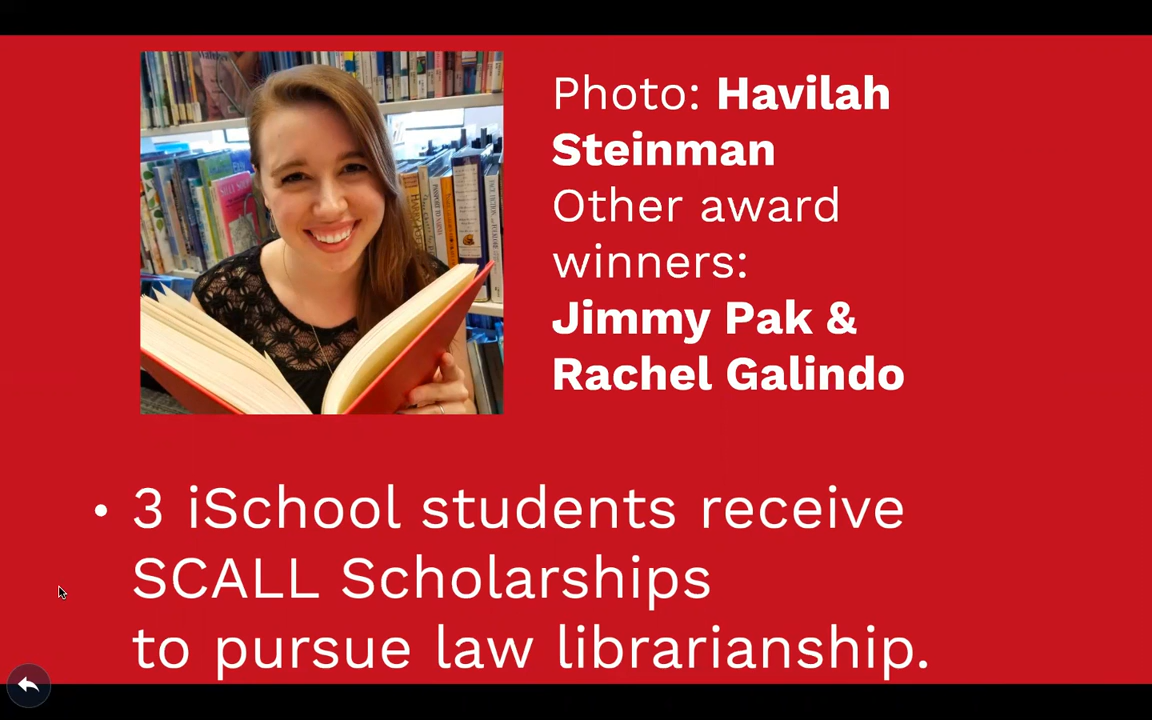 Photo: Havilah
Steinman
Other award
winners:
Jimmy Pak &
Rachel Galindo
• 3 iSchool students receive
SCALL Scholarships
to pursue law librarianship.